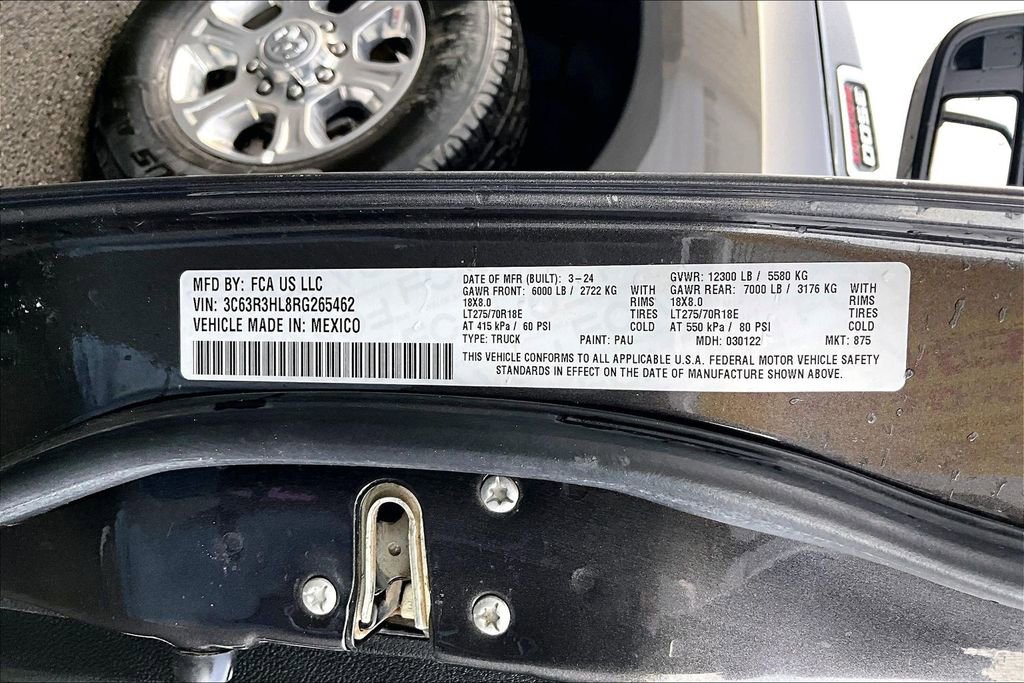 3500
MFD BY: FCA US LLC
VIN: 3C63R3HL8RG265462
VEHICLE MADE IN: MEXICO
DATE OF MFR (BUILT): 3-24
GAWR FRONT: 6000 LB / 2722 KG WITH
18X8.0 RIMS
LT275/70R18E TIRES
AT 415 kPa / 60 PSI COLD
TYPE: TRUCK PAINT: PAU
GVWR: 12300 LB / 5580 KG
GAWR REAR: 7000 LB / 3176 KG WITH
18X8.0 RIMS
LT275/70R18E TIRES
AT 550 kPa / 80 PSI COLD
MDH: 030122 MKT: 875
THIS VEHICLE CONFORMS TO ALL APPLICABLE U.S.A. FEDERAL MOTOR VEHICLE SAFETY
STANDARDS IN EFFECT ON THE DATE OF MANUFACTURE SHOWN ABOVE.